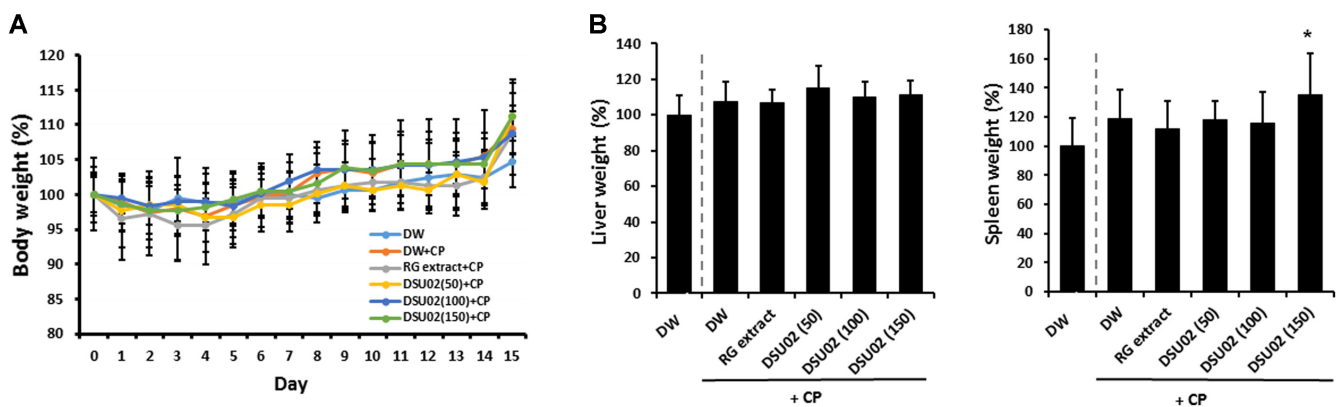 A
Body weight (%)
120
115
110
105
100
95
90
85
80
DW
DW+CP
RG extract+CP
DSU02(50)+CP
DSU02(100)+CP
DSU02(150)+CP
0 1 2 3 4 5 6 7 8 9 10 11 12 13 14 15
Day
B
Liver weight (%)
140
120
100
80
60
40
20
0
DW
DW
RG extract
DSU02 (50)
DSU02 (100)
DSU02 (150)
+ CP
Spleen weight (%)
180
160
140
120
100
80
60
40
20
0
*
DW
DW
RG extract
DSU02 (50)
DSU02 (100)
DSU02 (150)
+ CP